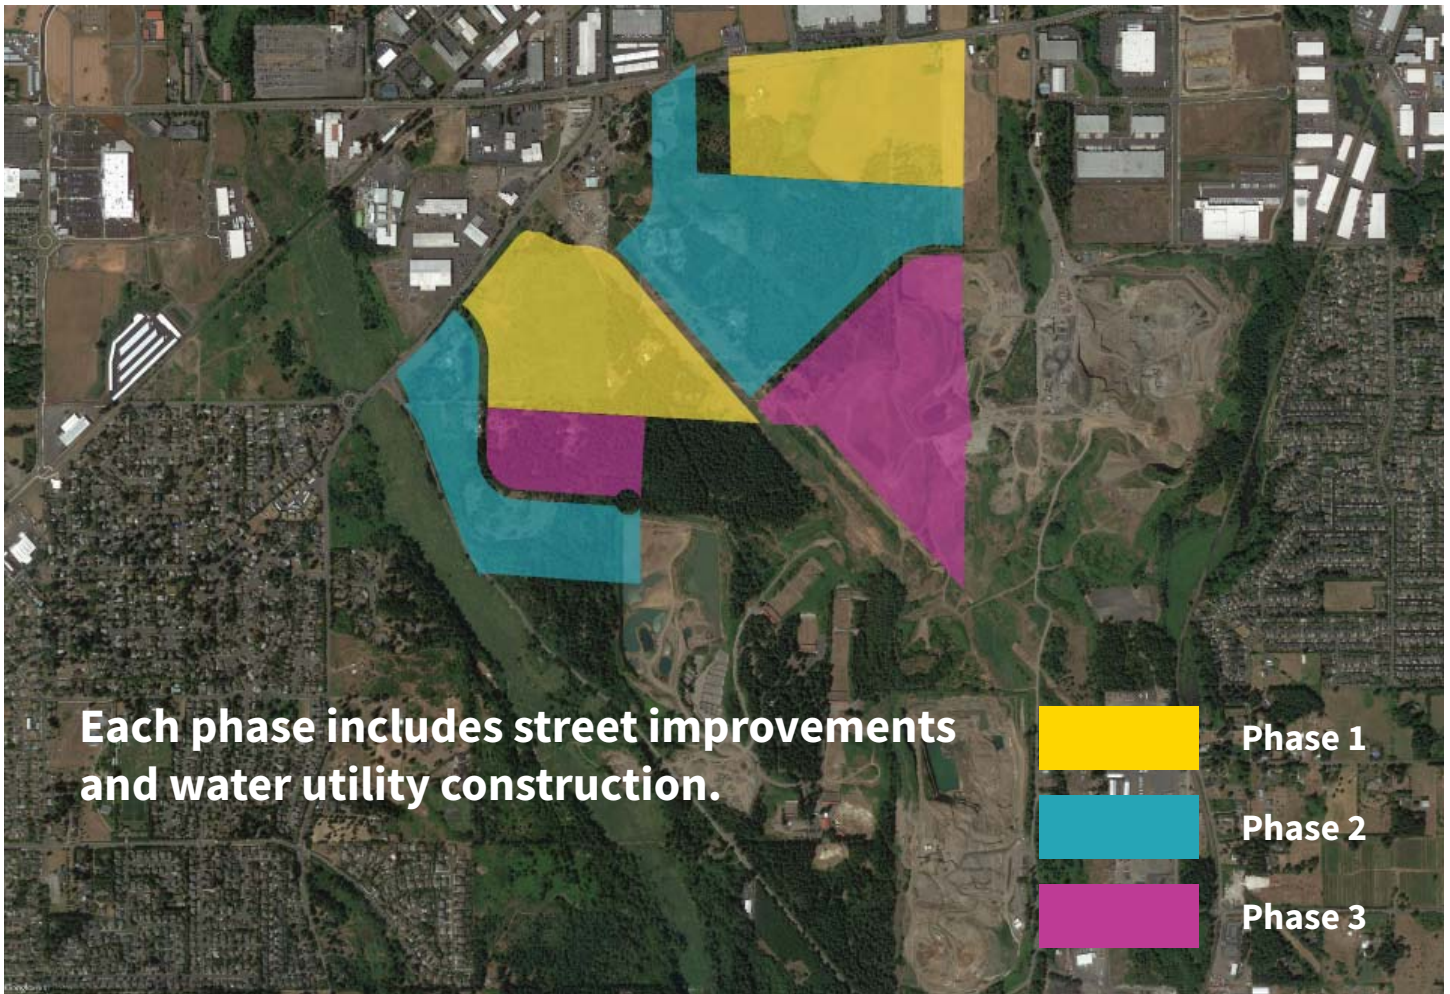 Each phase includes street improvements
and water utility construction.
Phase 1
Phase 2
Phase 3